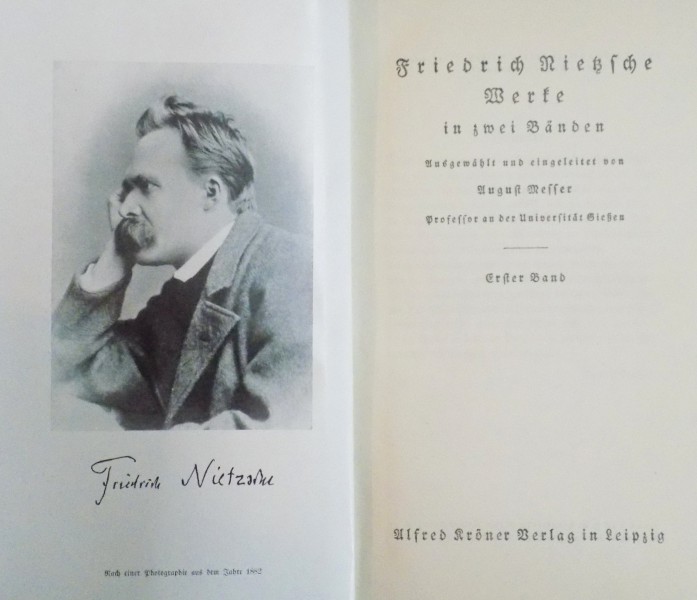 Friedrich Nietzsche
Nach einer Photographie aus dem Jahre 1882
Friedrich Nietzſche
Werke
in zwei Bänden
Ausgewählt und eingeleitet von
Auguſt Meſſer
Profeſſor an der Univerſität Gießen
Erſter Band
Alfred Kröner Verlag in Leipzig